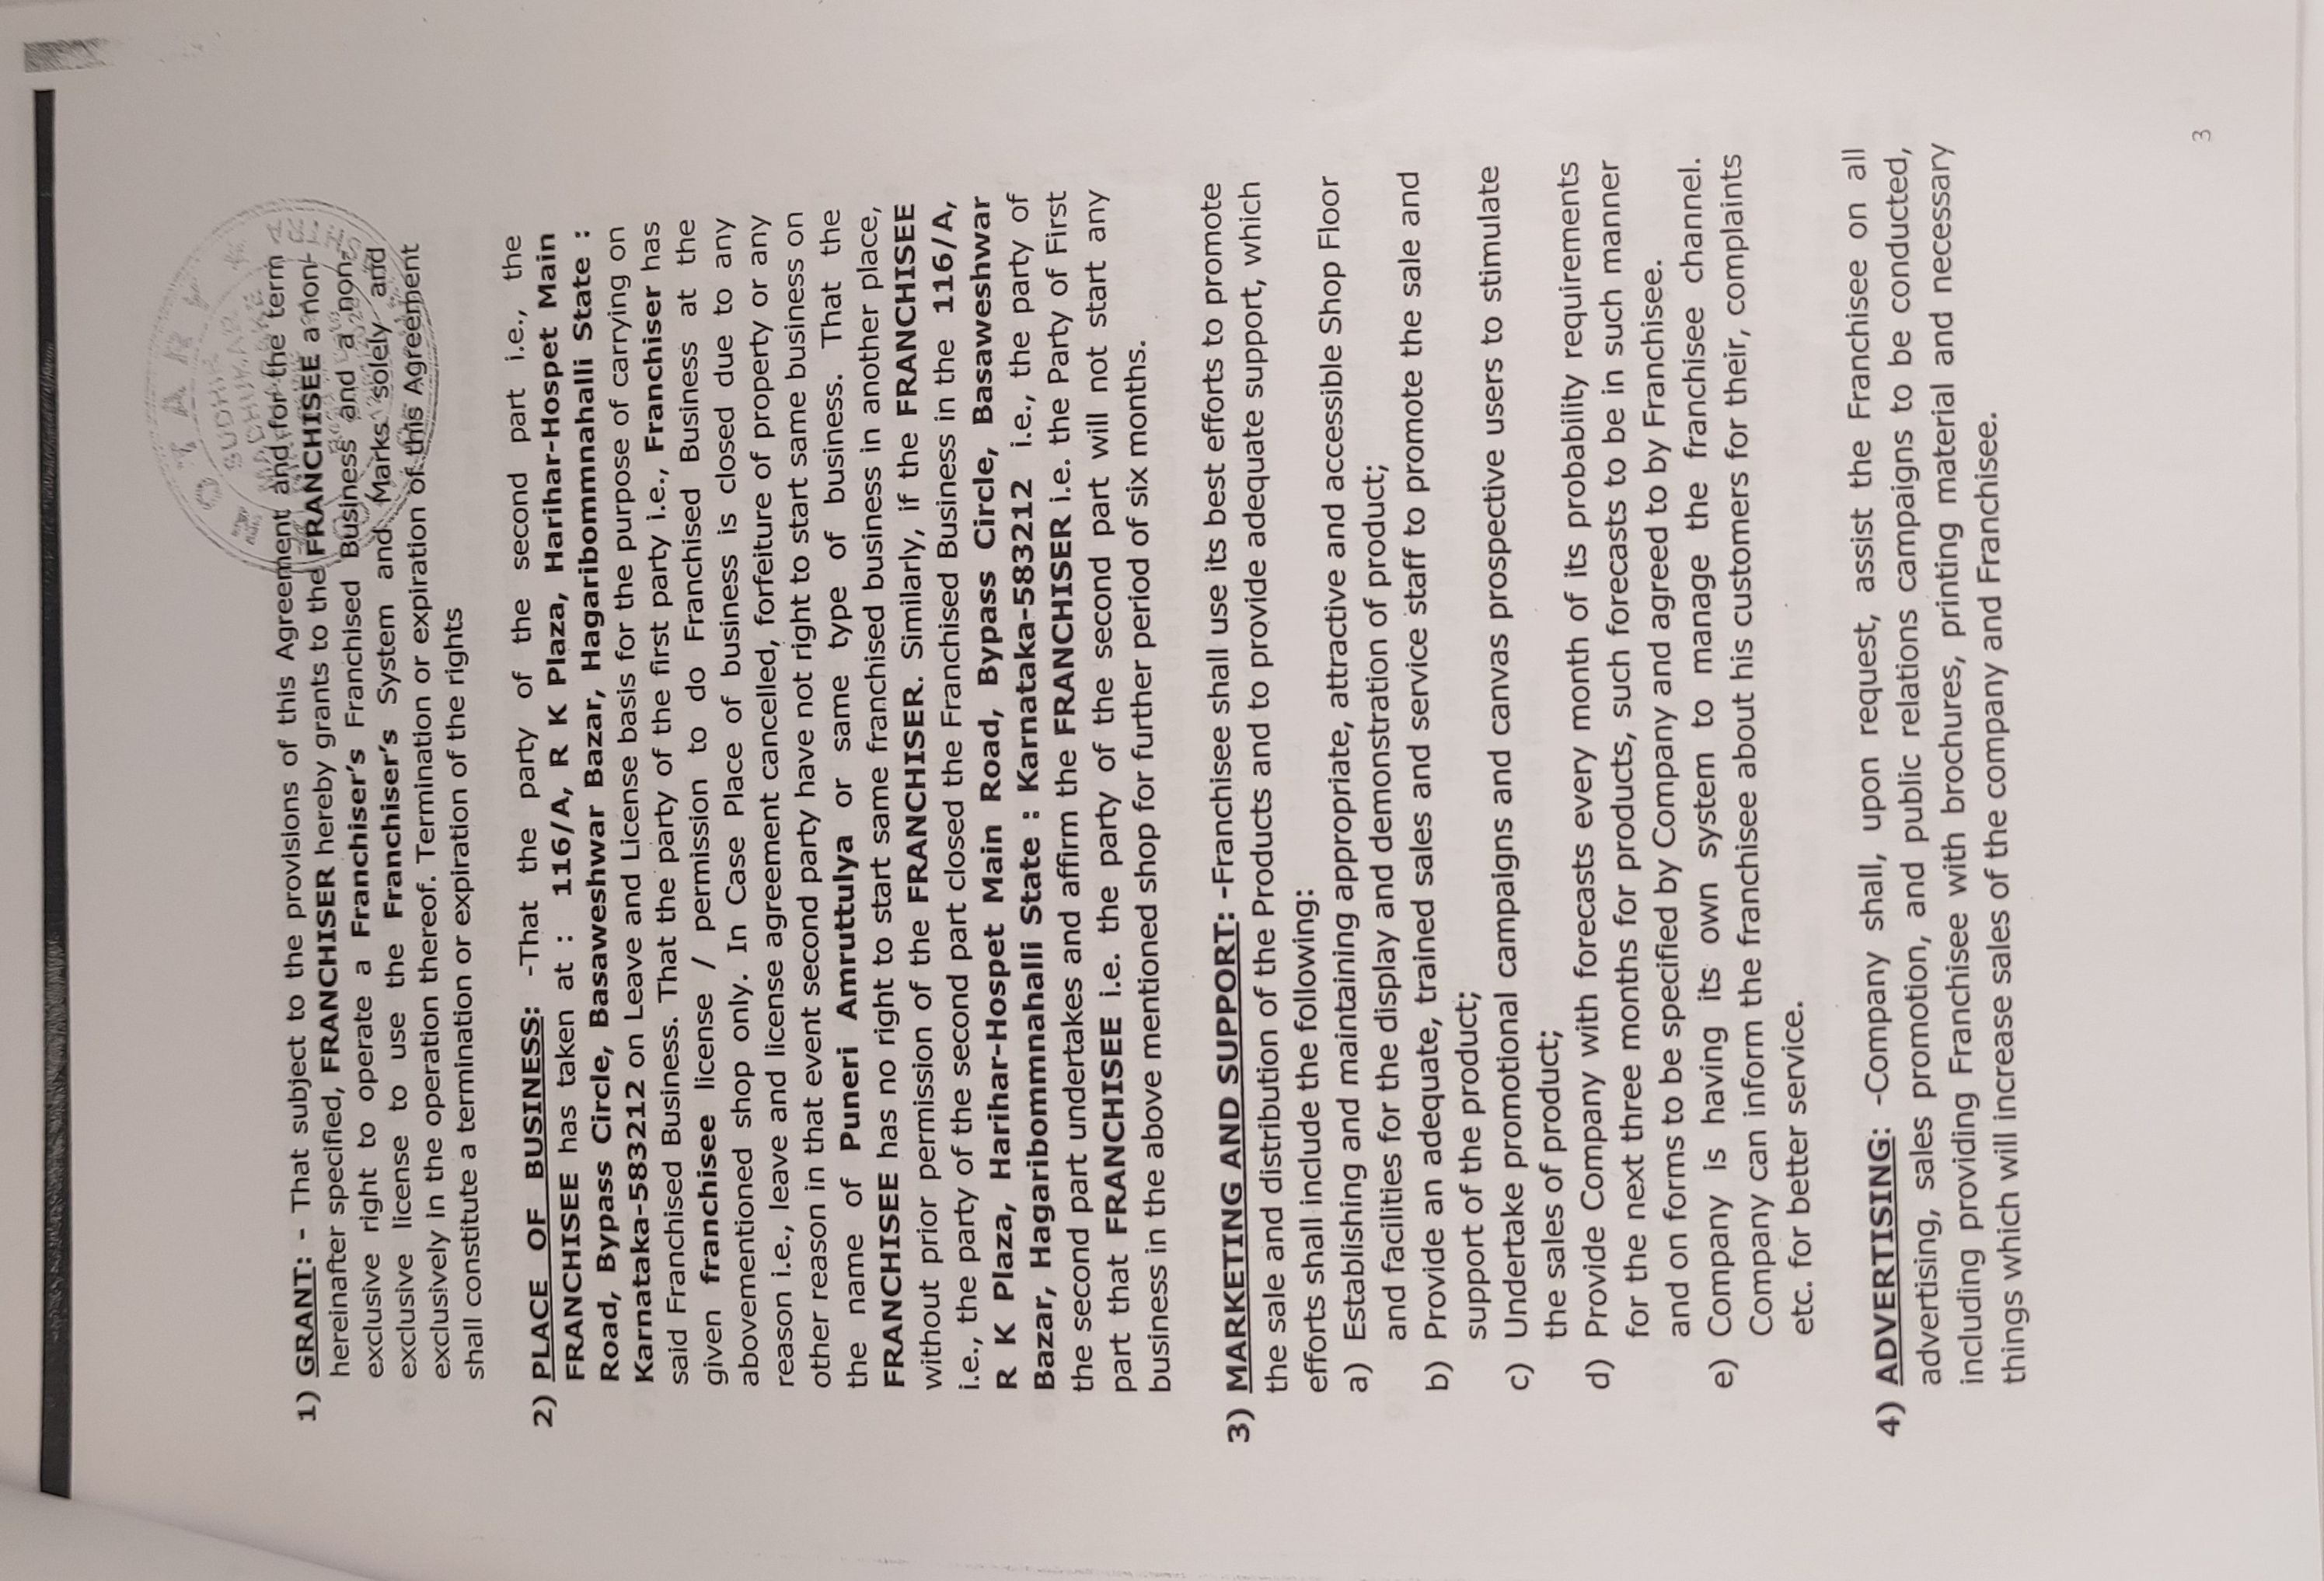 NOTARY
SUDHIR
MADHUKAR
1) GRANT: - That subject to the provisions of this Agreement and for the term
hereinafter specified, FRANCHISER hereby grants to the FRANCHISEE a non-
exclusive right to operate a Franchiser's Franchised Business and a non-
exclusive license to use the Franchiser's System and Marks solely and
exclusively in the operation thereof. Termination or expiration of this Agreement
shall constitute a termination or expiration of the rights
2) PLACE OF BUSINESS: -That the party of the second part i.e., the
FRANCHISEE has taken at : 116/A, R K Plaza, Harihar-Hospet Main
Road, Bypass Circle, Basaweshwar Bazar, Hagaribommnahalli State :
Karnataka-583212 on Leave and License basis for the purpose of carrying on
said Franchised Business. That the party of the first party i.e., Franchiser has
given franchisee license / permission to do Franchised Business at the
abovementioned shop only. In Case Place of business is closed due to any
reason i.e., leave and license agreement cancelled, forfeiture of property or any
other reason in that event second party have not right to start same business on
the name of Puneri Amruttulya or same type of business. That the
FRANCHISEE has no right to start same franchised business in another place,
without prior permission of the FRANCHISER. Similarly, if the FRANCHISEE
i.e., the party of the second part closed the Franchised Business in the 116/A,
R K Plaza, Harihar-Hospet Main Road, Bypass Circle, Basaweshwar
Bazar, Hagaribommnahalli State : Karnataka-583212 i.e., the party of
the second part undertakes and affirm the FRANCHISER i.e. the Party of First
part that FRANCHISEE i.e. the party of the second part will not start any
business in the above mentioned shop for further period of six months.
3) MARKETING AND SUPPORT: -Franchisee shall use its best efforts to promote
the sale and distribution of the Products and to provide adequate support, which
efforts shall include the following:
a) Establishing and maintaining appropriate, attractive and accessible Shop Floor
and facilities for the display and demonstration of product;
b) Provide an adequate, trained sales and service staff to promote the sale and
support of the product;
c) Undertake promotional campaigns and canvas prospective users to stimulate
the sales of product;
d) Provide Company with forecasts every month of its probability requirements
for the next three months for products, such forecasts to be in such manner
and on forms to be specified by Company and agreed to by Franchisee.
e) Company is having its own system to manage the franchisee channel.
Company can inform the franchisee about his customers for their, complaints
etc. for better service.
4) ADVERTISING: -Company shall, upon request, assist the Franchisee on all
advertising, sales promotion, and public relations campaigns to be conducted,
including providing Franchisee with brochures, printing material and necessary
things which will increase sales of the company and Franchisee.
3